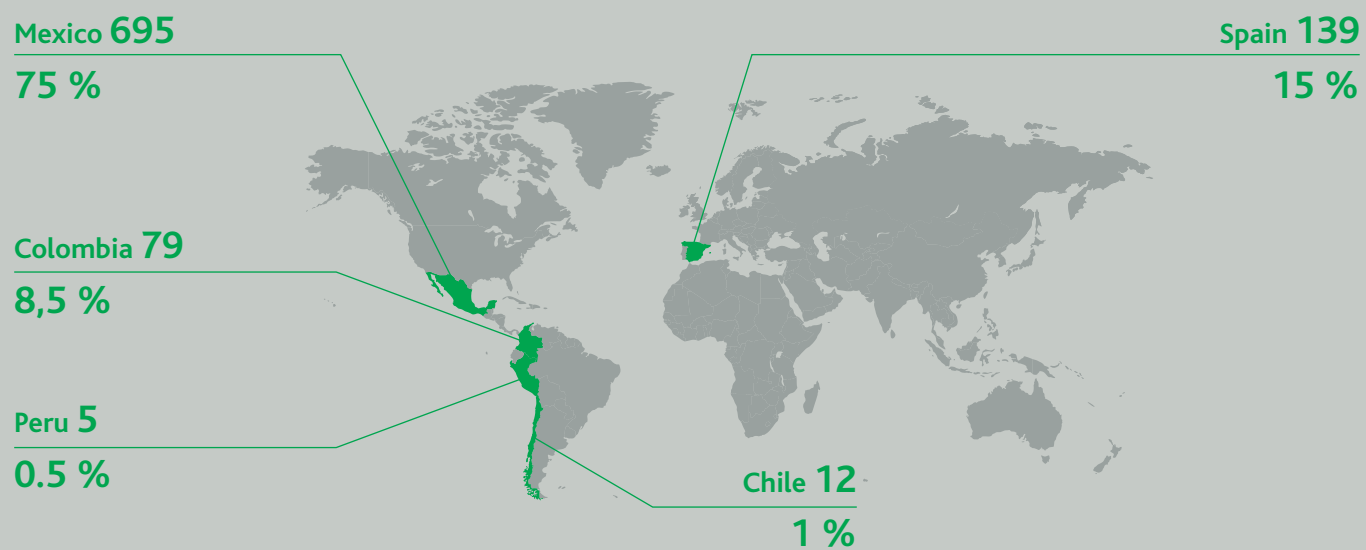 Mexico 695
75 %
Spain 139
15 %
Colombia 79
8,5 %
Peru 5
0.5 %
Chile 12
1 %